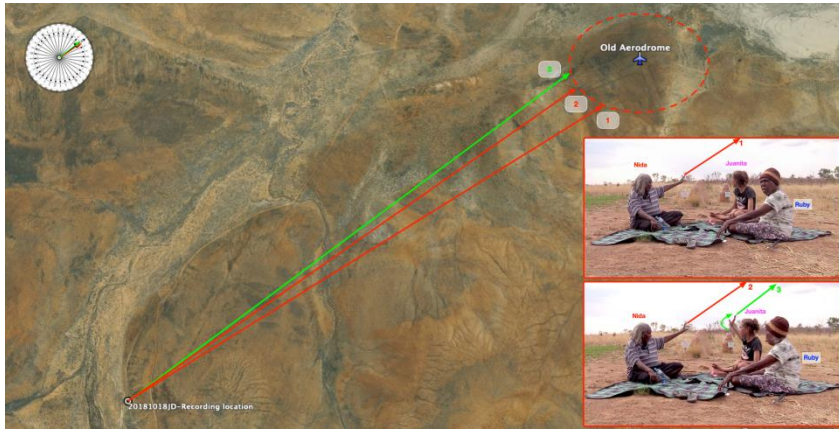 Old Aerodrome
3
2
1
20181018JD-Recording location
1
Nida
Juanita
Ruby
2
3
Nida
Juanita
Ruby